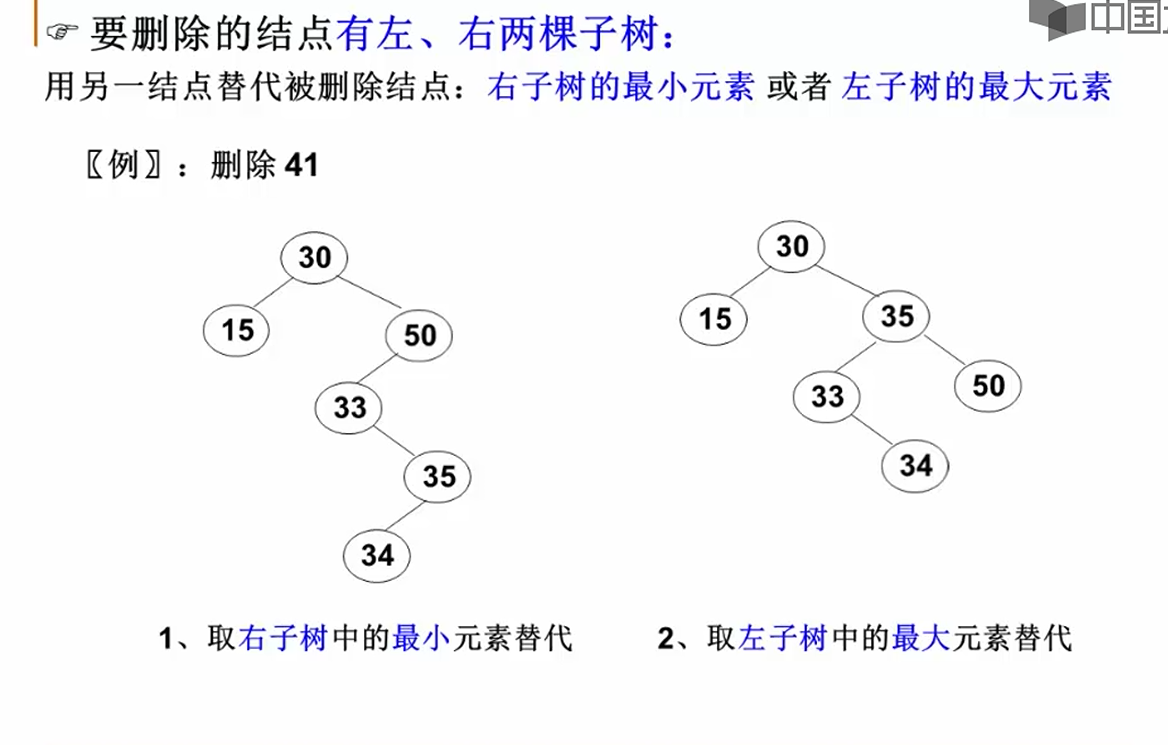 ☞ 要删除的结点有左、右两棵子树：
中国
用另一结点替代被删除结点：右子树的最小元素 或者 左子树的最大元素
〖例〗：删除 41
30
15
50
33
35
34
30
15
35
33
50
34
1、取右子树中的最小元素替代
2、取左子树中的最大元素替代